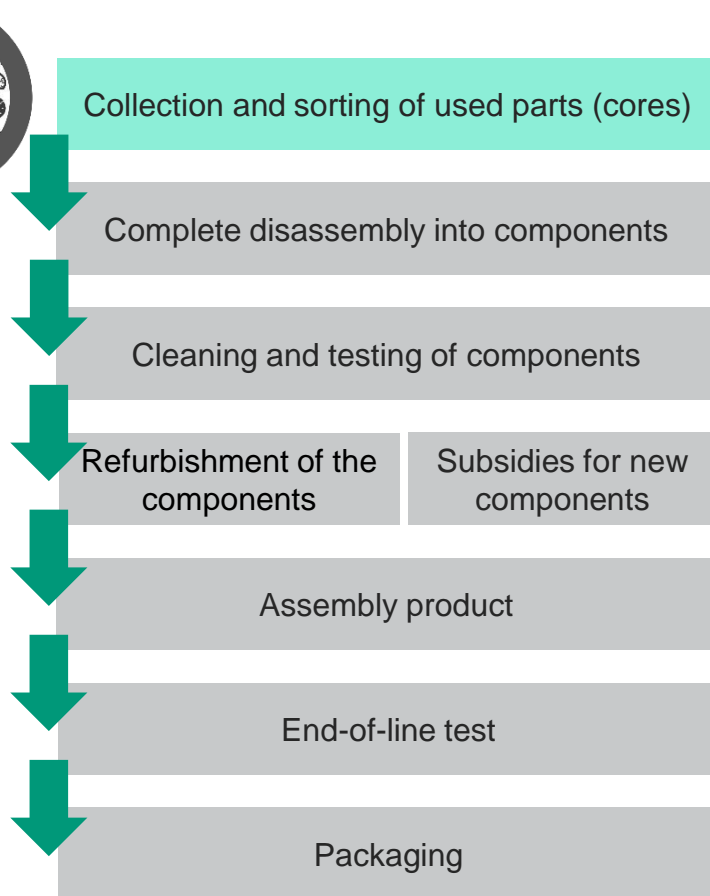 Collection and sorting of used parts (cores)
Complete disassembly into components
Cleaning and testing of components
Refurbishment of the
components
Subsidies for new
components
Assembly product
End-of-line test
Packaging